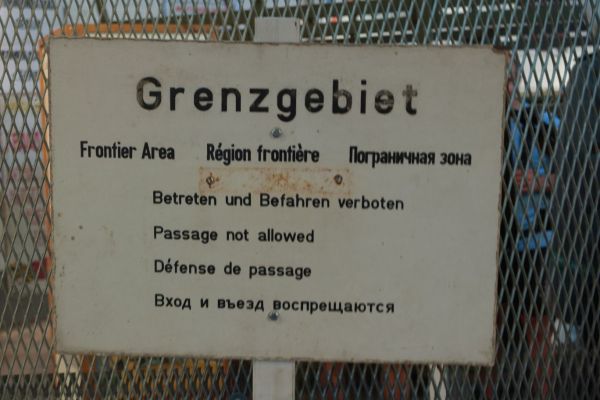 Grenzgebiet
Frontier Area Région frontière Пограничная зона
Betreten und Befahren verboten
Passage not allowed
Défense de passage
Вход и въезд воспрещаются